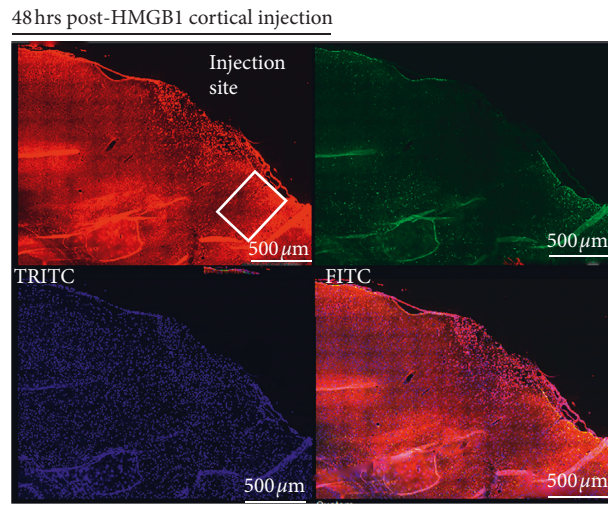 48 hrs post-HMGB1 cortical injection
Injection
site
500 μm
500 μm
TRITC
FITC
500 μm
500 μm